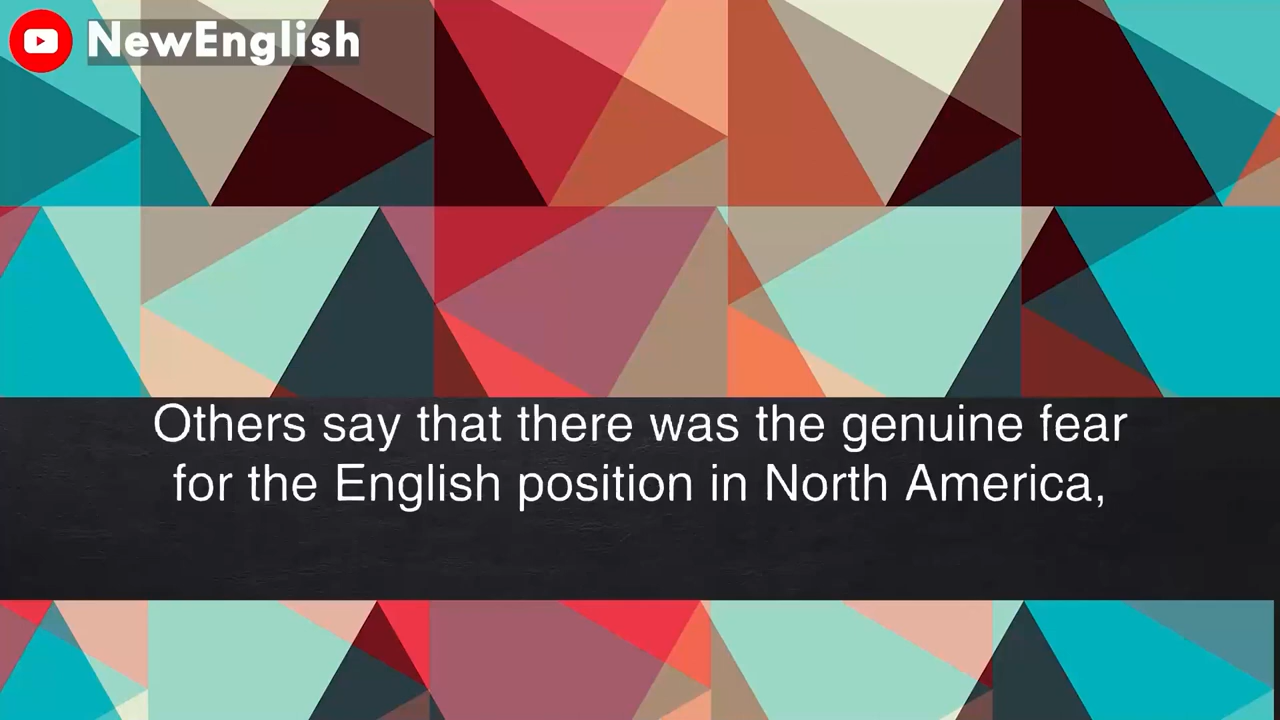 NewEnglish
Others say that there was the genuine fear
for the English position in North America,